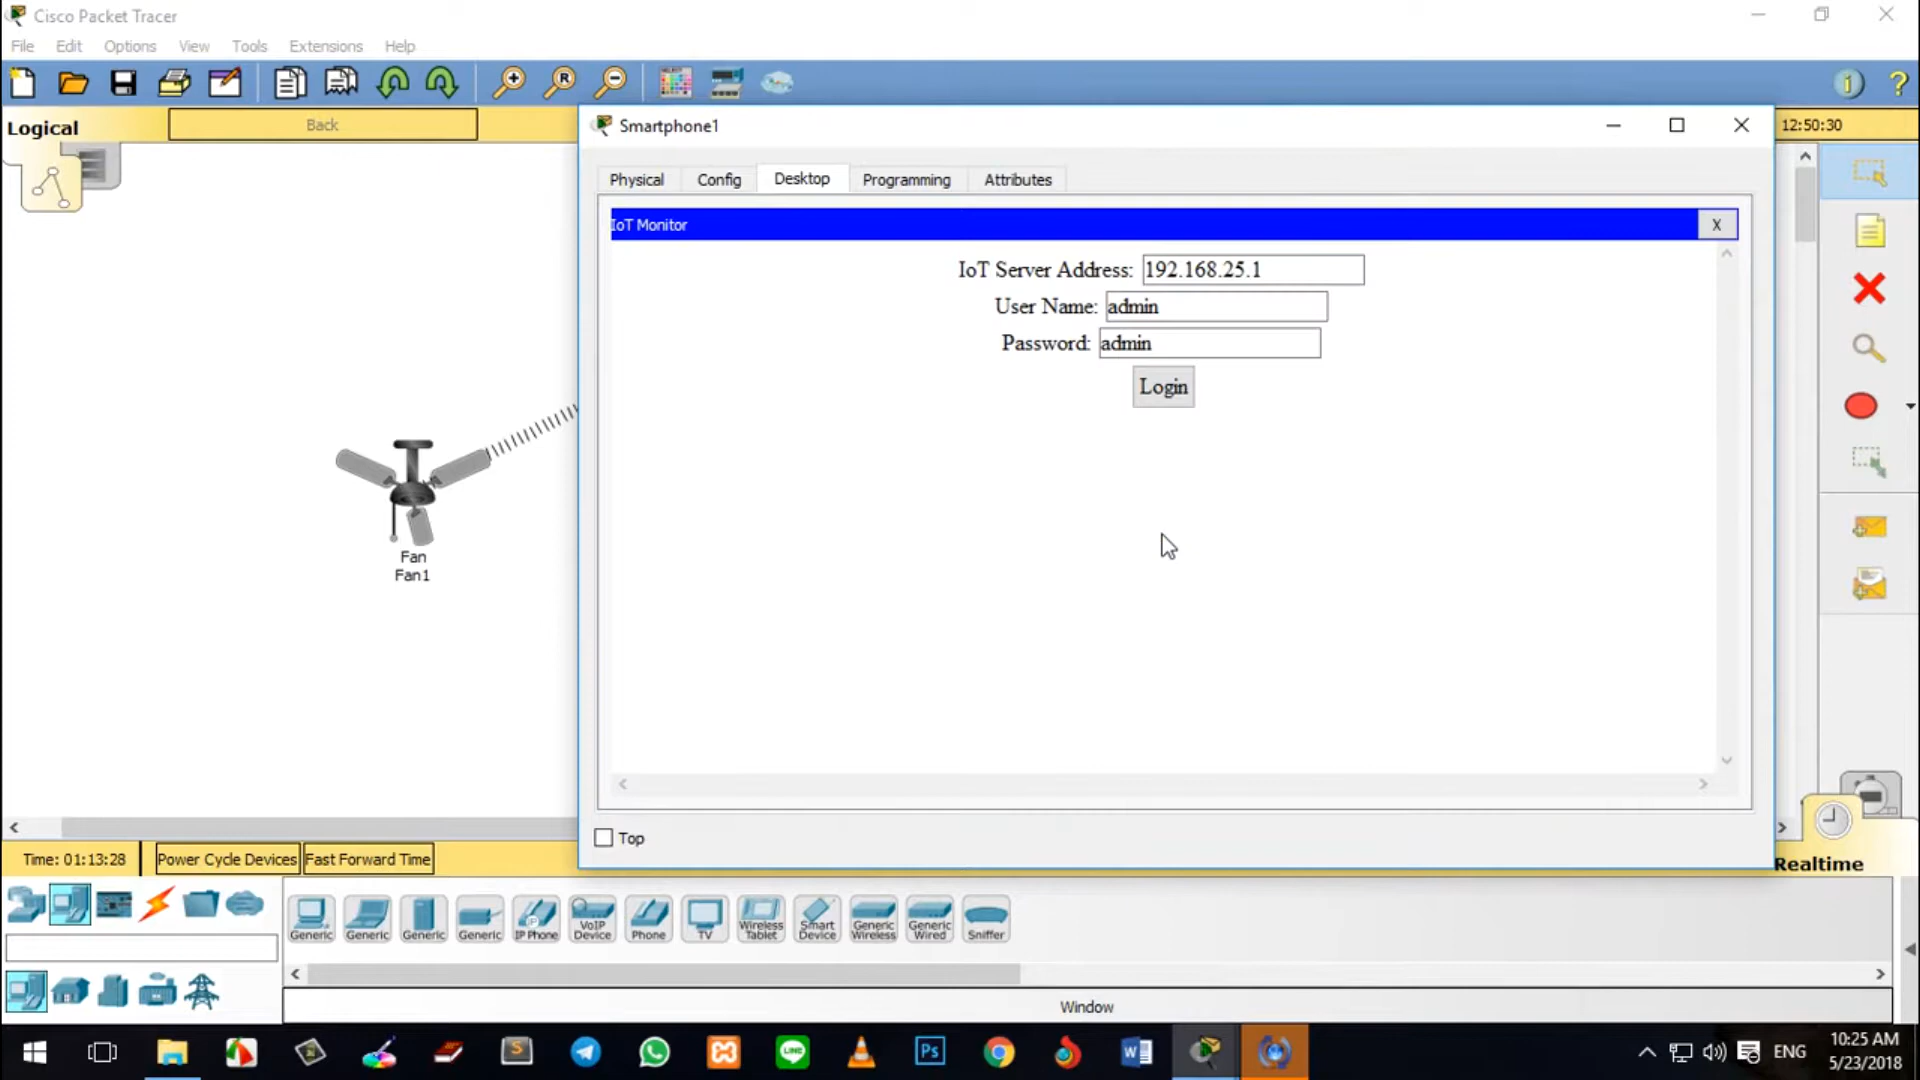 Cisco Packet Tracer
File Edit Options View Tools Extensions Help
Logical
Back
12:50:30
Smartphone1
Physical Config Desktop Programming Attributes
IoT Monitor
X
IoT Server Address: 192.168.25.1
User Name: admin
Password: admin
Login
Fan
Fan1
Top
Time: 01:13:28 Power Cycle Devices Fast Forward Time
Realtime
Generic Generic Generic Generic IP Phone VoIP Device Phone TV Wireless Tablet Smart Device Generic Wireless Generic Wired Sniffer
Window
ENG
10:25 AM
5/23/2018